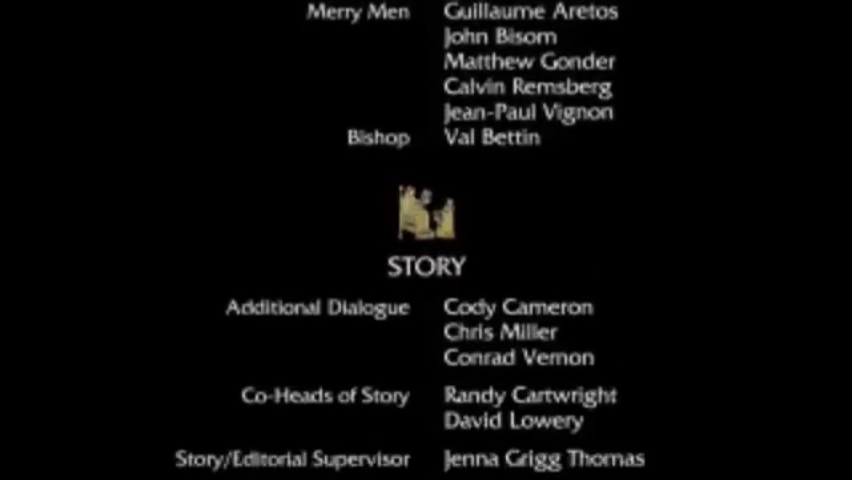 Merry Men Guillaume Aretos
John Bisom
Matthew Gonder
Calvin Remsberg
Jean-Paul Vignon
Bishop Val Bettin
STORY
Additional Dialogue Cody Cameron
Chris Miller
Conrad Vernon
Co-Heads of Story Randy Cartwright
David Lowery
Story/Editorial Supervisor Jenna Grigg Thomas